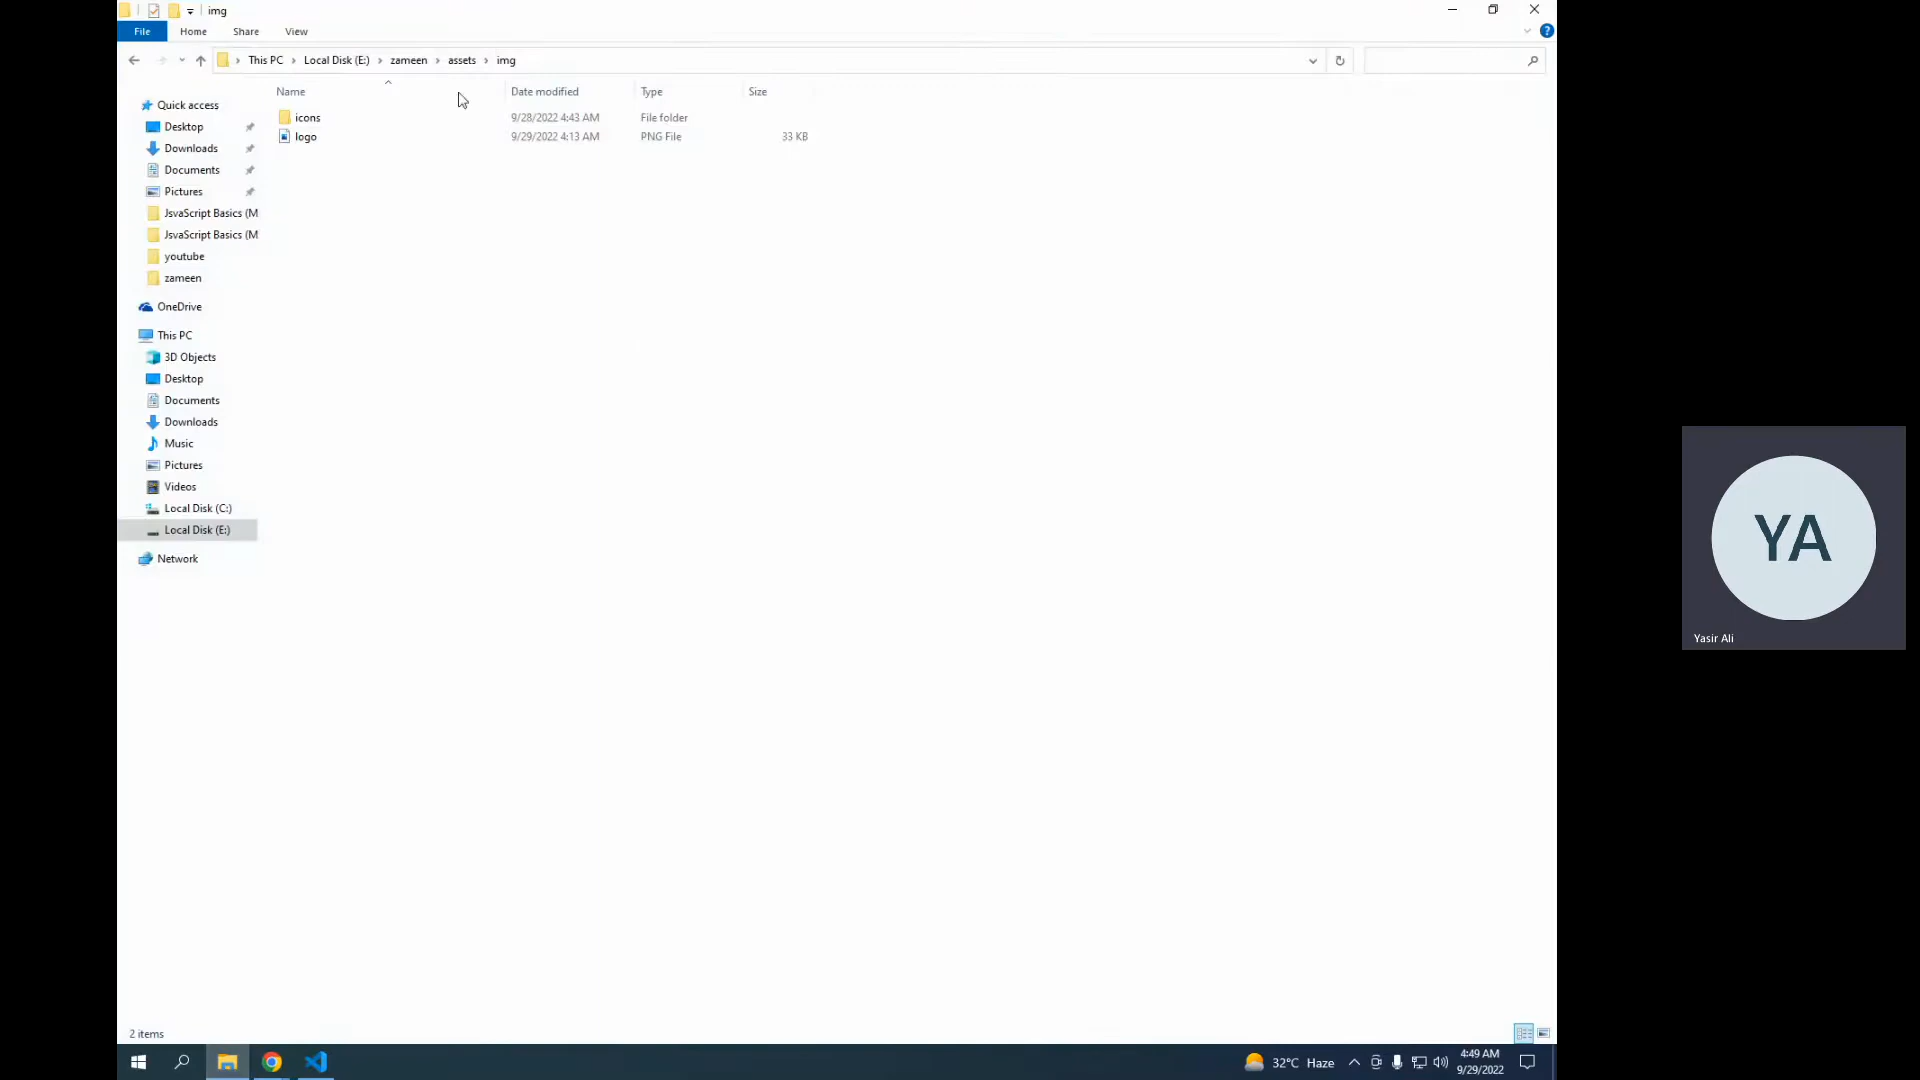 img
File Home Share View
This PC Local Disk (E:) zameen assets img
Name Date modified Type Size
icons 9/28/2022 4:43 AM File folder
logo 9/29/2022 4:13 AM PNG File 33 KB
Quick access
Desktop
Downloads
Documents
Pictures
JsvaScript Basics (M
JsvaScript Basics (M
youtube
zameen
OneDrive
This PC
3D Objects
Desktop
Documents
Downloads
Music
Pictures
Videos
Local Disk (C:)
Local Disk (E:)
Network
YA
Yasir Ali
2 items
32°C Haze
4:49 AM
9/29/2022